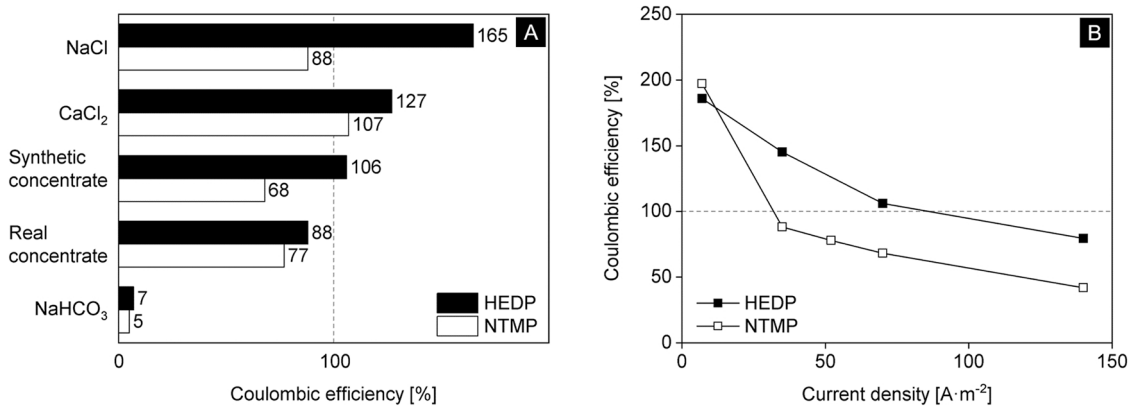 A
NaCl
165
88
CaCl₂
127
107
Synthetic
concentrate
106
68
Real
concentrate
88
77
NaHCO₃
7
5
HEDP
NTMP
0
100
Coulombic efficiency [%]
B
250
200
150
100
50
0
Coulombic efficiency [%]
HEDP
NTMP
0
50
100
150
Current density [A·m⁻²]